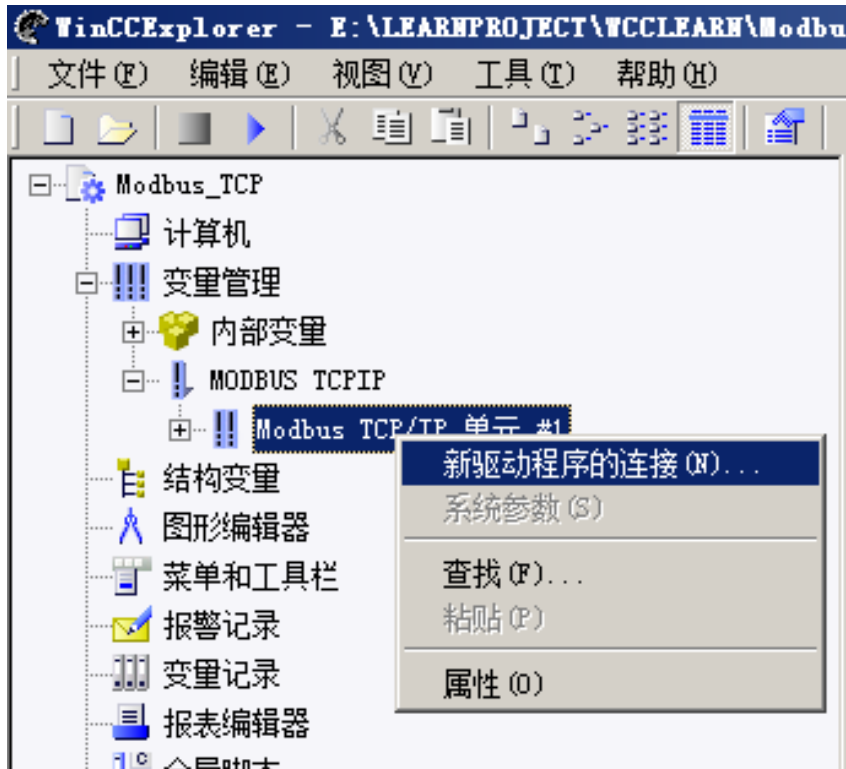 WinCCExplorer - E:\LEARNPROJECT\WCCLEARN\Modbu
文件(F) 编辑(E) 视图(V) 工具(T) 帮助(H)
Modbus_TCP
计算机
变量管理
内部变量
MODBUS TCPIP
Modbus TCP/IP 单元 #1
新驱动程序的连接(N)...
系统参数(S)
查找(F)...
粘贴(P)
属性(O)
结构变量
图形编辑器
菜单和工具栏
报警记录
变量记录
报表编辑器
全局脚本